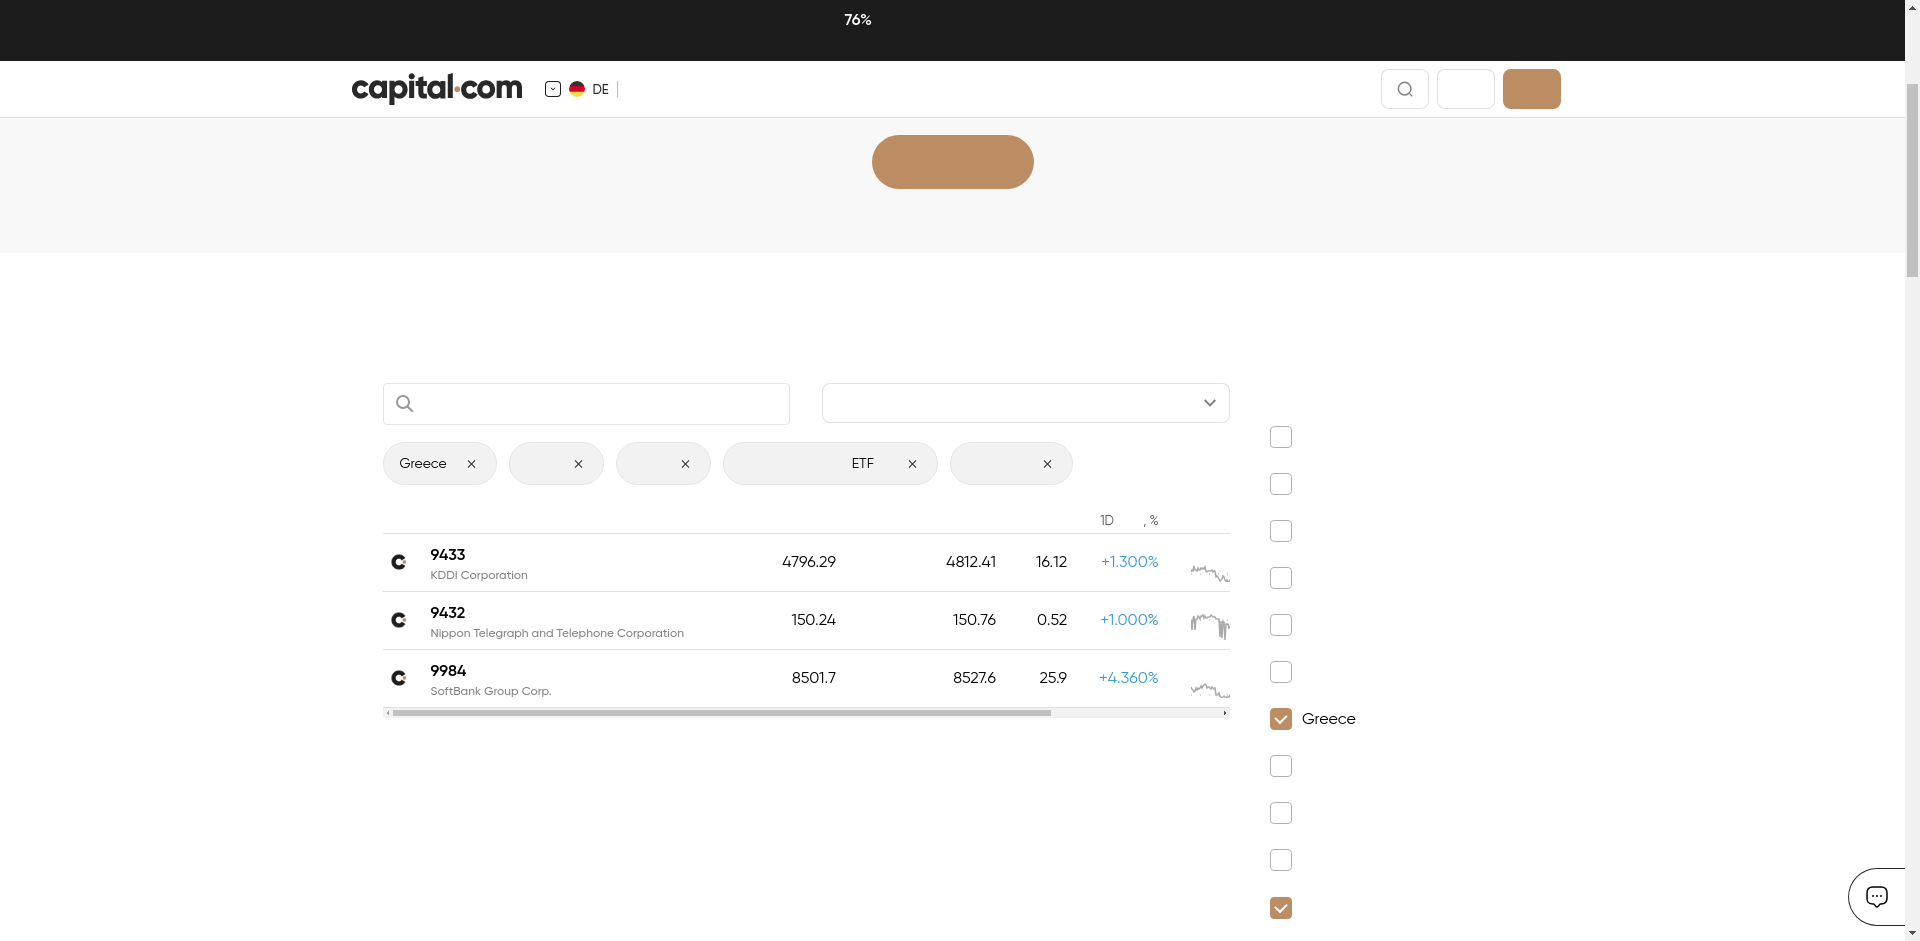 76%
capital.com
DE
Greece
ETF
1D , %
9433 4796.29 4812.41 16.12 +1.300%
KDDI Corporation
9432 150.24 150.76 0.52 +1.000%
Nippon Telegraph and Telephone Corporation
9984 8501.7 8527.6 25.9 +4.360%
SoftBank Group Corp.
Greece